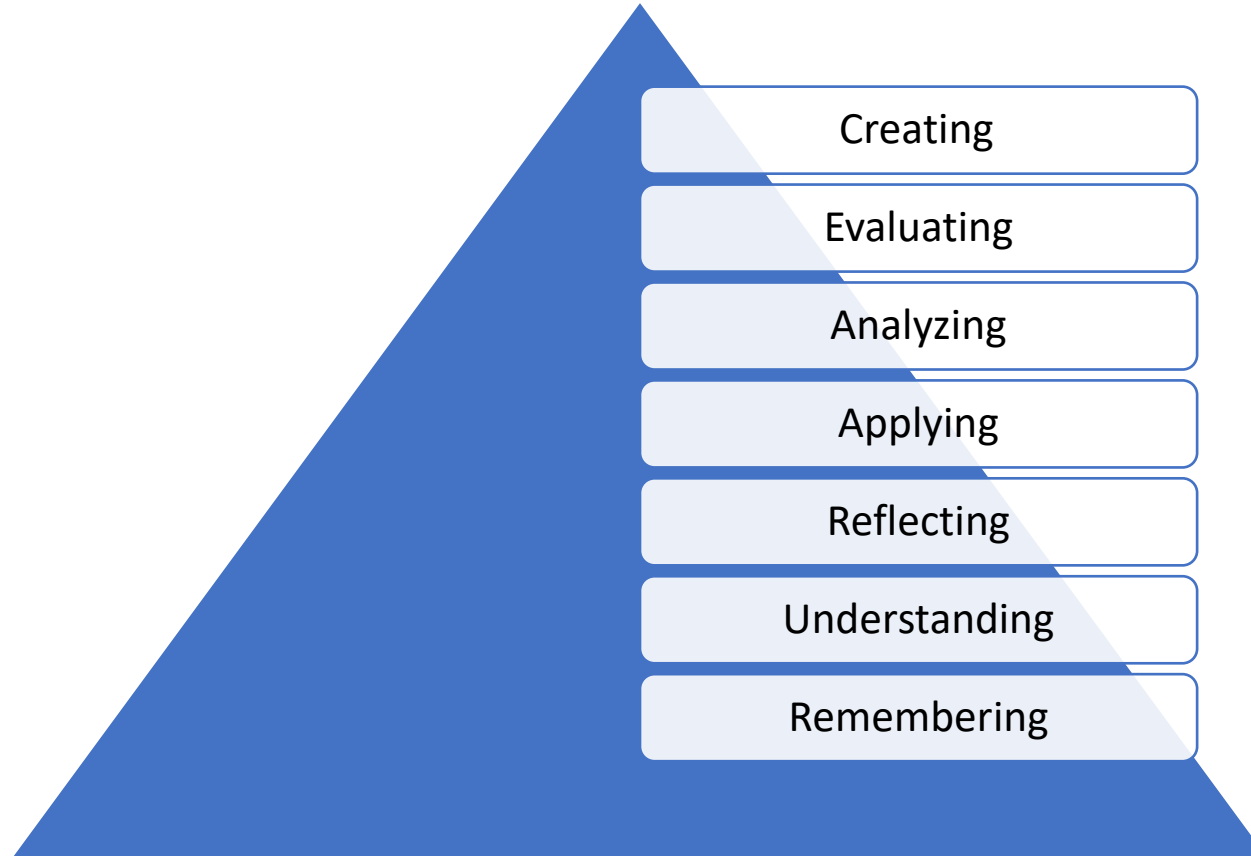 Creating
Evaluating
Analyzing
Applying
Reflecting
Understanding
Remembering